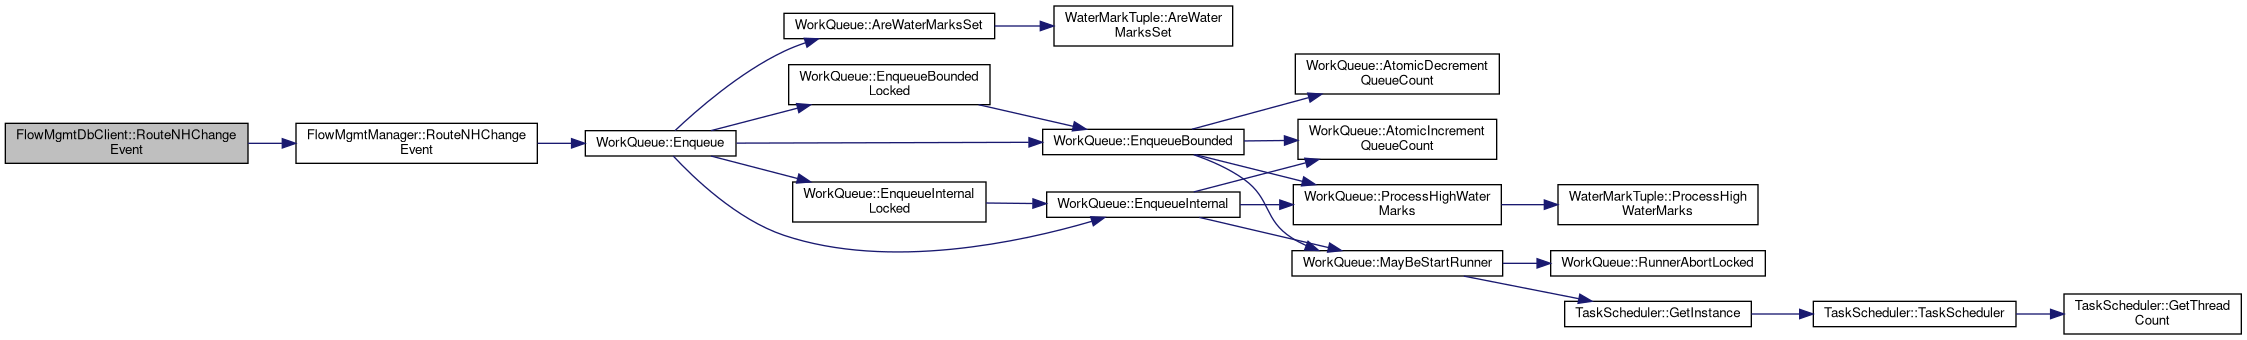 FlowMgmtDbClient::RouteNHChange
Event
FlowMgmtManager::RouteNHChange
Event
WorkQueue::Enqueue
WorkQueue::AreWaterMarksSet
WaterMarkTuple::AreWater
MarksSet
WorkQueue::EnqueueBounded
Locked
WorkQueue::EnqueueBounded
WorkQueue::EnqueueInternal
Locked
WorkQueue::EnqueueInternal
WorkQueue::AtomicDecrement
QueueCount
WorkQueue::AtomicIncrement
QueueCount
WorkQueue::ProcessHighWater
Marks
WaterMarkTuple::ProcessHigh
WaterMarks
WorkQueue::MayBeStartRunner
WorkQueue::RunnerAbortLocked
TaskScheduler::GetInstance
TaskScheduler::TaskScheduler
TaskScheduler::GetThread
Count